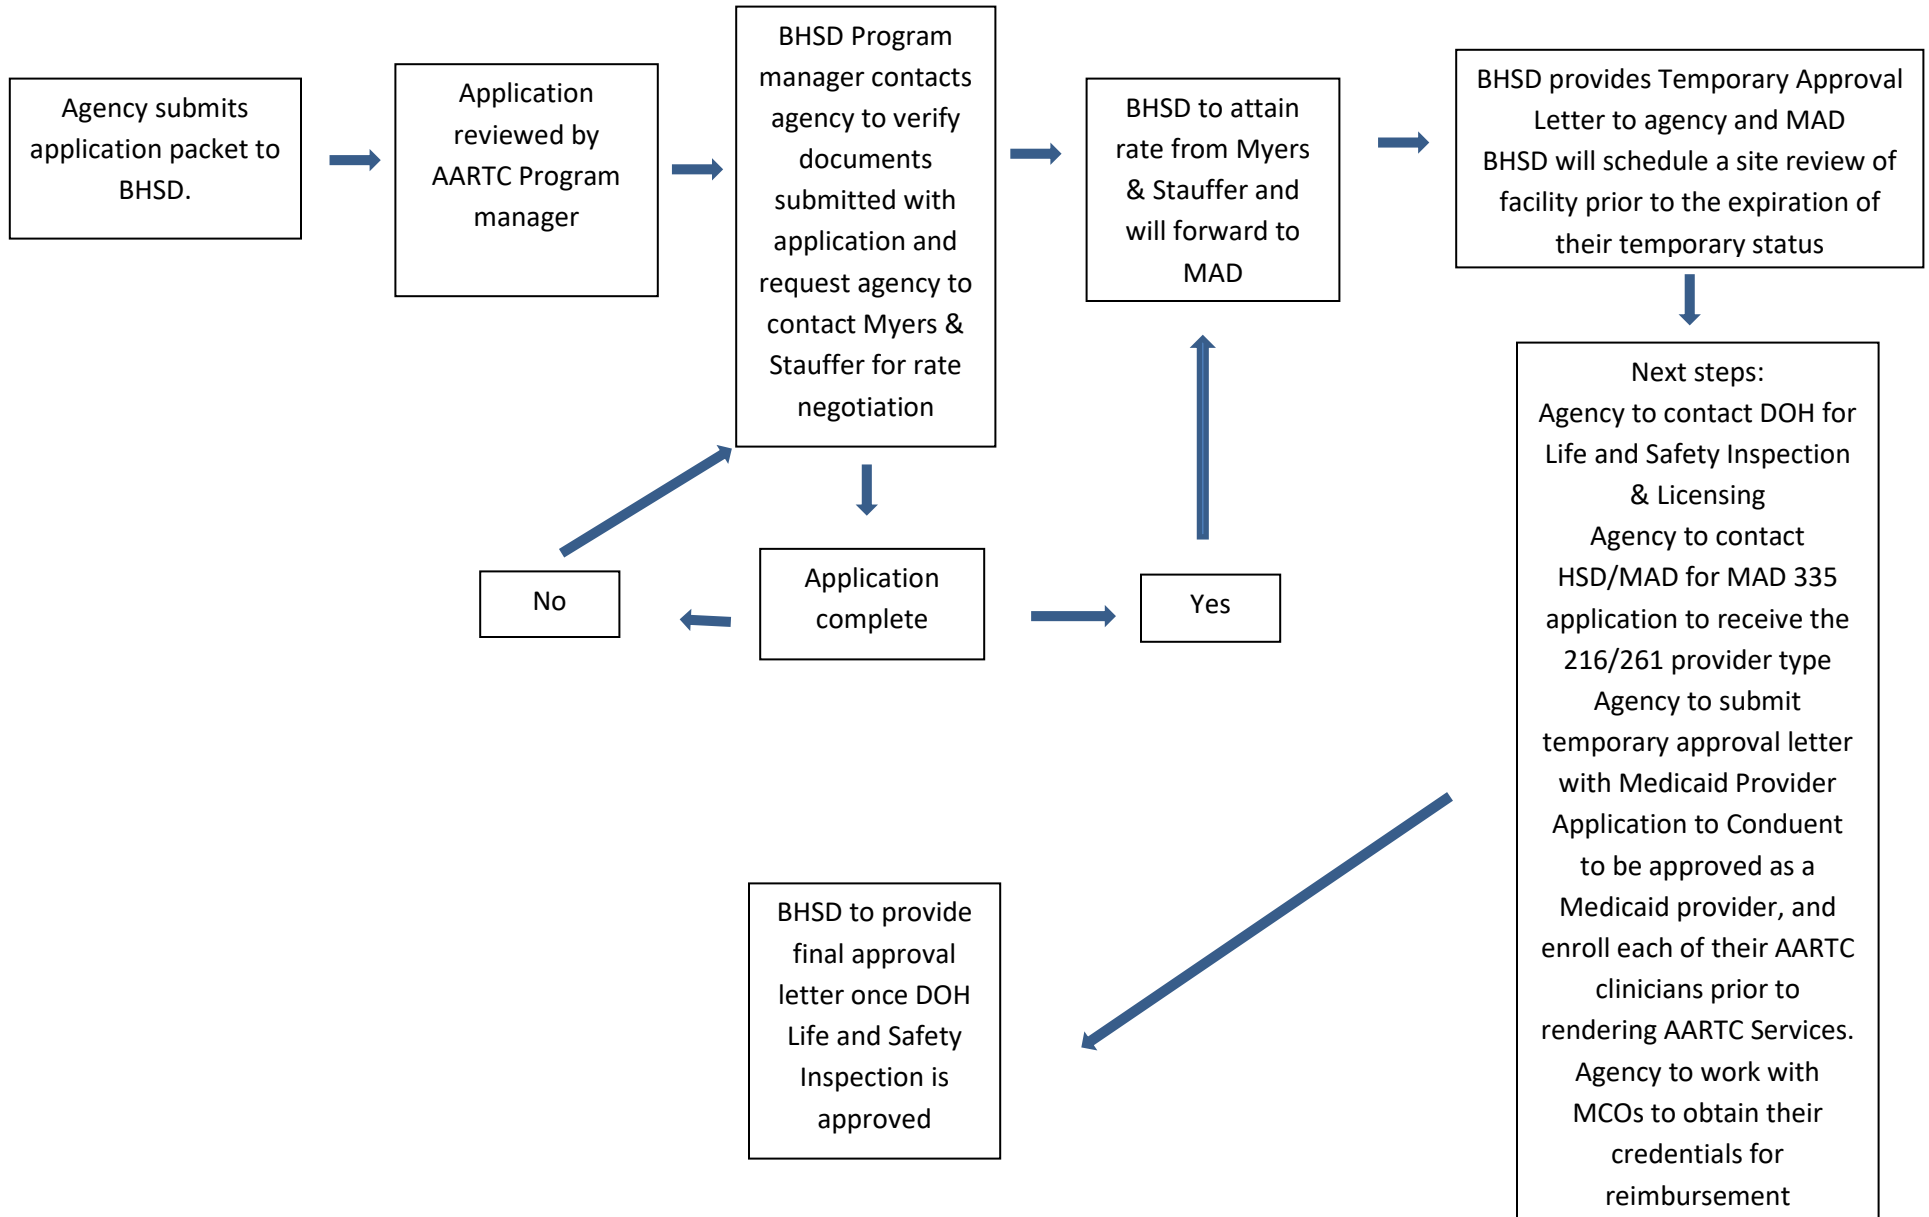 Agency submits
application packet to
BHSD.
Application
reviewed by
AARTC Program
manager
BHSD Program
manager contacts
agency to verify
documents
submitted with
application and
request agency to
contact Myers &
Stauffer for rate
negotiation
BHSD to attain
rate from Myers
& Stauffer and
will forward to
MAD
BHSD provides Temporary Approval
Letter to agency and MAD
BHSD will schedule a site review of
facility prior to the expiration of
their temporary status
No
Application
complete
Yes
Next steps:
Agency to contact DOH for
Life and Safety Inspection
& Licensing
Agency to contact
HSD/MAD for MAD 335
application to receive the
216/261 provider type
Agency to submit
temporary approval letter
with Medicaid Provider
Application to Conduent
to be approved as a
Medicaid provider, and
enroll each of their AARTC
clinicians prior to
rendering AARTC Services.
Agency to work with
MCOs to obtain their
credentials for
reimbursement
BHSD to provide
final approval
letter once DOH
Life and Safety
Inspection is
approved